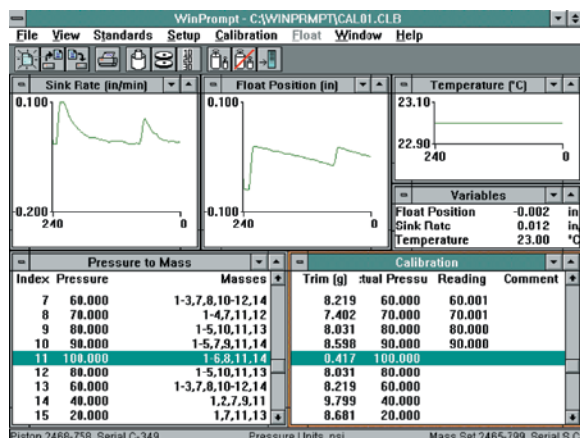 WinPrompt - C:\WINPRMPT\CAL01.CLB
File View Standards Setup Calibration Float Window Help
Sink Rate (in/min)
0.100
-0.200
240 0
Float Position (in)
0.100
-0.100
240 0
Temperature (°C)
23.10
22.90
240 0
Variables
Float Position -0.002 in
Sink Rate 0.012 in/
Temperature 23.00 °C
Pressure to Mass
Index Pressure Masses
7 60.000 1-3,7,8,10-12,14
8 70.000 1-4,7,11,12
9 80.000 1-5,10,11,13
10 90.000 1-5,7,9,11,14
11 100.000 1-6,8,11,14
12 80.000 1-5,10,11,13
13 60.000 1-3,7,8,10-12,14
14 40.000 1,2,7,9,11
15 20.000 1,7,11,13
Calibration
Trim (g) :tual Pressu Reading Comment
8.219 60.000 60.001
7.402 70.000 70.001
8.031 80.000 80.000
8.598 90.000 90.000
0.417 100.000
8.031 80.000
8.219 60.000
9.799 40.000
8.681 20.000
Piston 2468-758, Serial C-349 Pressure Units, psi Mass Set 2465-799, Serial S C